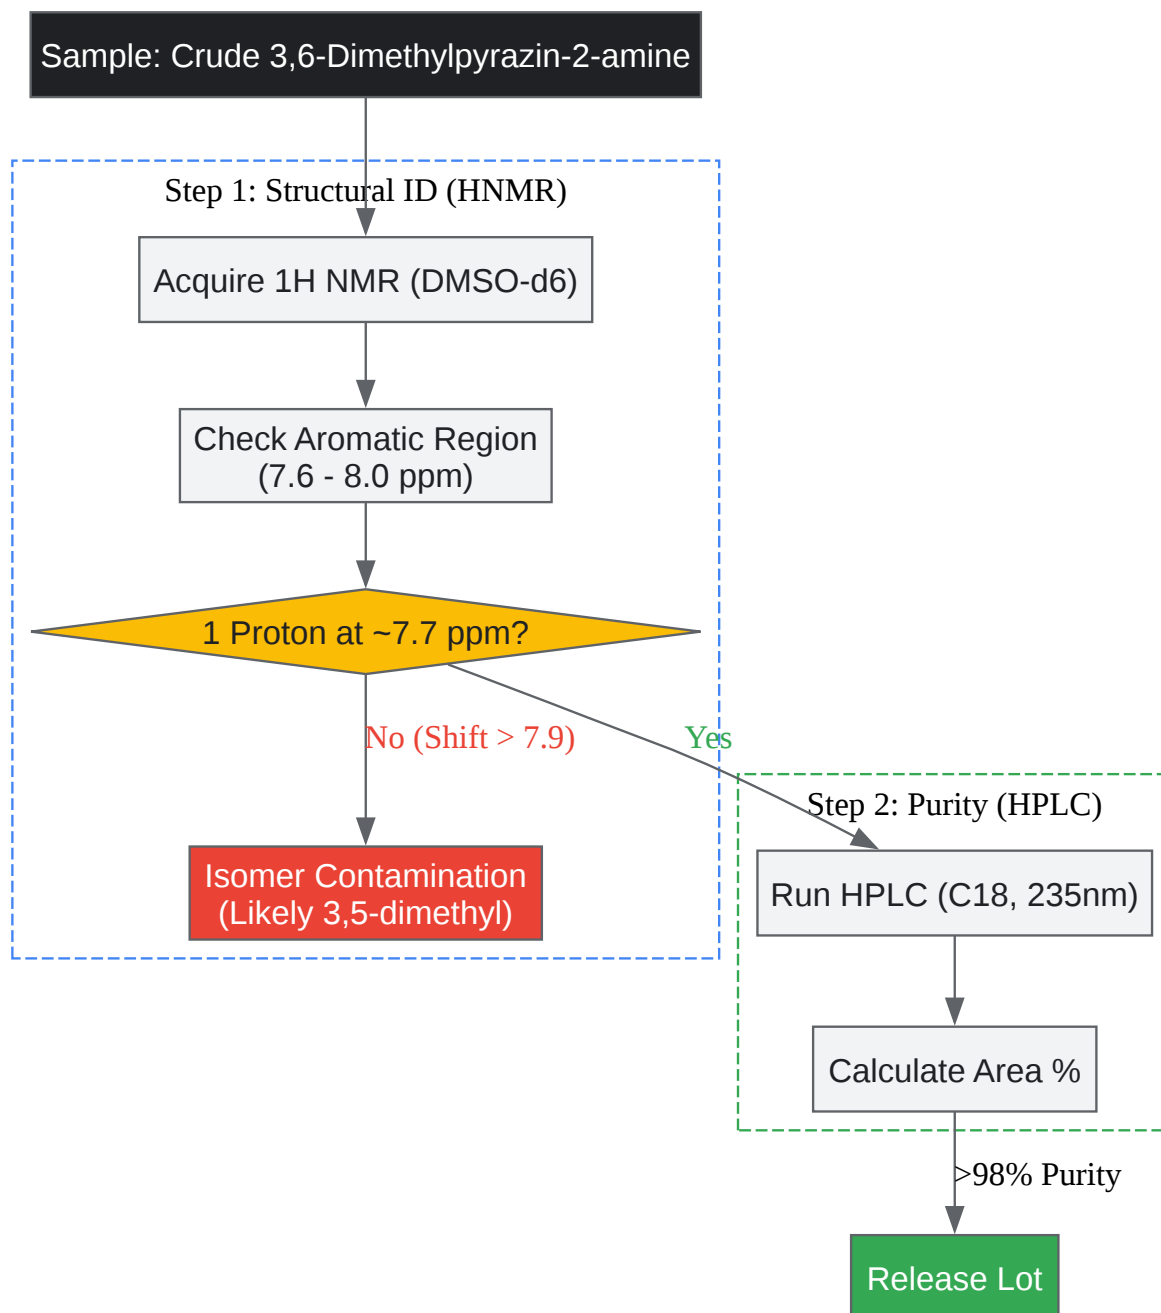 Sample: Crude 3,6-Dimethylpyrazin-2-amine
Step 1: Structural ID (HNMR)
Acquire 1H NMR (DMSO-d6)
Check Aromatic Region
(7.6 - 8.0 ppm)
1 Proton at ~7.7 ppm?
No (Shift > 7.9)
Yes
Isomer Contamination
(Likely 3,5-dimethyl)
Step 2: Purity (HPLC)
Run HPLC (C18, 235nm)
Calculate Area %
>98% Purity
Release Lot